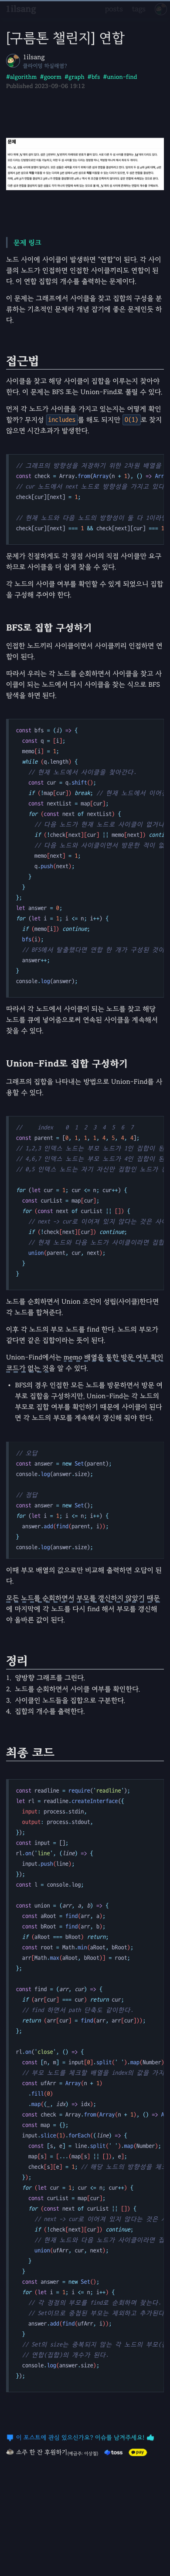 1ilsang
[구름톤 챌린지] 연합
1ilsang
클라이밍 하실래염?
#algorithm #goorm #graph #bfs #union-find
Published 2023-09-08 19:12
문제
문제 링크
노드 사이에 사이클이 발생하면 "연합"이 된다. 각 사이
클의 노드가 인접하면 인접한 사이클끼리도 연합이 된
다. 이 연합 집합의 개수를 출력하는 문제이다.
이 문제는 그래프에서 사이클을 찾고 집합의 구성을 분
류하는 기초적인 문제라 개념 잡기에 좋은 문제인듯 하
다.
접근법
사이클을 찾고 해당 사이클이 집합을 이루는지 찾아야
한다. 이 문제는 BFS 또는 Union-Find로 풀릴 수 있다.
먼저 각 노드가 사이클을 가지고 있는지는 어떻게 확인
할까? 무지성 includes 를 해도 되지만 O(1) 로 찾지
않으면 시간초과가 발생한다.
// 그래프의 방향성을 저장하기 위한 2차원 배열을
const check = Array.from(Array(n + 1), () => Arr
// cur 노드에서 next 노드로 방향성을 가지고 있다
check[cur][next] = 1;
// 현재 노드와 다음 노드의 방향성이 둘 다 1이라면
check[cur][next] === 1 && check[next][cur] === 1
문제가 친절하게도 각 정점 사이의 직접 사이클만 요구
하므로 사이클을 더 쉽게 찾을 수 있다.
각 노드의 사이클 여부를 확인할 수 있게 되었으니 집합
을 구성해 주어야 한다.
BFS로 집합 구성하기
인접한 노드끼리 사이클이면서 사이클끼리 인접하면 연
합이 된다.
따라서 우리는 각 노드를 순회하면서 사이클을 찾고 사
이클이 되는 노드에서 다시 사이클을 찾는 식으로 BFS
탐색을 하면 된다.
const bfs = (i) => {
const q = [i];
memo[i] = 1;
while (q.length) {
// 현재 노드에서 사이클을 찾아간다.
const cur = q.shift();
if (!map[cur]) break; // 현재 노드에서 이어진
const nextList = map[cur];
for (const next of nextList) {
// 다음 노드가 현재 노드로 사이클이 없거나
if (!check[next][cur] || memo[next]) conti
// 다음 노드와 사이클이면서 방문한 적이 없
memo[next] = 1;
q.push(next);
}
}
};
let answer = 0;
for (let i = 1; i <= n; i++) {
if (memo[i]) continue;
bfs(i);
// BFS에서 탈출했다면 연합 한 개가 구성된 것이
answer++;
}
console.log(answer);
따라서 각 노드에서 사이클이 되는 노드를 찾고 해당
노드를 큐에 넣어줌으로써 연속된 사이클을 계속해서
찾을 수 있다.
Union-Find로 집합 구성하기
그래프의 집합을 나타내는 방법으로 Union-Find를 사
용할 수 있다.
// index 0 1 2 3 4 5 6 7
const parent = [0, 1, 1, 1, 4, 5, 4, 4];
// 1,2,3 인덱스 노드는 부모 노드가 1인 집합이 된
// 4,6,7 인덱스 노드는 부모 노드가 4인 집합이 된
// 0,5 인덱스 노드는 자기 자신만 집합인 노드가 된
for (let cur = 1; cur <= n; cur++) {
const curList = map[cur];
for (const next of curList || []) {
// next -> cur로 이어져 있지 않다는 것은 사
if (!check[next][cur]) continue;
// 현재 노드와 다음 노드가 사이클이라면 집합
union(parent, cur, next);
}
}
노드를 순회하면서 Union 조건이 성립(사이클)한다면
각 노드를 합쳐준다.
이후 각 노드의 부모 노드를 find 한다. 노드의 부모가
같다면 같은 집합이라는 뜻이 된다.
Union-Find에서는 memo 배열을 통한 방문 여부 확인
코드가 없는 것을 알 수 있다.
• BFS의 경우 인접한 모든 노드를 방문하면서 방문 여
부로 집합을 구성하지만, Union-Find는 각 노드의
부모로 집합 여부를 확인하기 때문에 사이클이 된다
면 각 노드의 부모를 계속해서 갱신해 줘야 한다.
// 오답
const answer = new Set(parent);
console.log(answer.size);
// 정답
const answer = new Set();
for (let i = 1; i <= n; i++) {
answer.add(find(parent, i));
}
console.log(answer.size);
이때 부모 배열의 값으로만 비교해 출력하면 오답이 된
다.
모든 노드를 순회하면서 부모를 갱신하지 않았기 때문
에 마지막에 각 노드를 다시 find 해서 부모를 갱신해
야 올바른 값이 된다.
정리
1. 양방향 그래프를 그린다.
2. 노드를 순회하면서 사이클 여부를 확인한다.
3. 사이클인 노드들을 집합으로 구분한다.
4. 집합의 개수를 출력한다.
최종 코드
const readline = require('readline');
let rl = readline.createInterface({
input: process.stdin,
output: process.stdout,
});
const input = [];
rl.on('line', (line) => {
input.push(line);
});
const l = console.log;
const union = (arr, a, b) => {
const aRoot = find(arr, a);
const bRoot = find(arr, b);
if (aRoot === bRoot) return;
const root = Math.min(aRoot, bRoot);
arr[Math.max(aRoot, bRoot)] = root;
};
const find = (arr, cur) => {
if (arr[cur] === cur) return cur;
// find 하면서 path 단축도 같이한다.
return (arr[cur] = find(arr, arr[cur]));
};
rl.on('close', () => {
const [n, m] = input[0].split(' ').map(Number)
// 부모 노드를 체크할 배열을 index의 값을 가지
const ufArr = Array(n + 1)
.fill(0)
.map((_, idx) => idx);
const check = Array.from(Array(n + 1), () => A
const map = {};
input.slice(1).forEach((line) => {
const [s, e] = line.split(' ').map(Number);
map[s] = [...(map[s] || []), e];
check[s][e] = 1; // 해당 노드의 방향성을 체
});
for (let cur = 1; cur <= n; cur++) {
const curList = map[cur];
for (const next of curList || []) {
// next -> cur로 이어져 있지 않다는 것은 사
if (!check[next][cur]) continue;
// 현재 노드와 다음 노드가 사이클이라면 집합
union(ufArr, cur, next);
}
}
const answer = new Set();
for (let i = 1; i <= n; i++) {
// 각 정점의 부모를 find로 순회하며 찾는다.
// Set이므로 중첩된 부모는 제외하고 추가된다
answer.add(find(ufArr, i));
}
// Set의 size는 중복되지 않는 각 노드의 부모(
// 연합(집합)의 개수가 된다.
console.log(answer.size);
});
이 포스트에 관심 있으신가요? 이슈를 남겨주세요!
소주 한 잔 후원하기(예금주: 이상철) toss pay